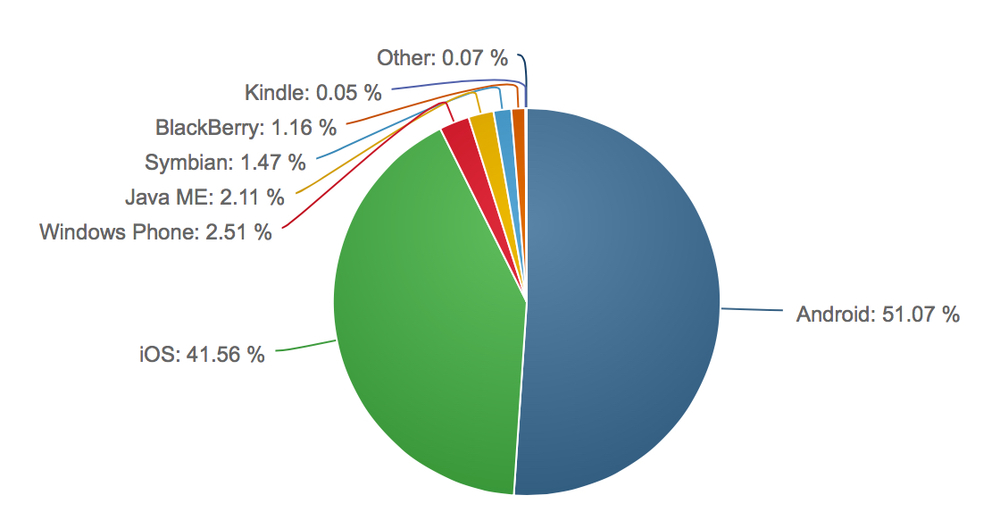 Other: 0.07 %
Kindle: 0.05 %
BlackBerry: 1.16 %
Symbian: 1.47 %
Java ME: 2.11 %
Windows Phone: 2.51 %
Android: 51.07 %
iOS: 41.56 %